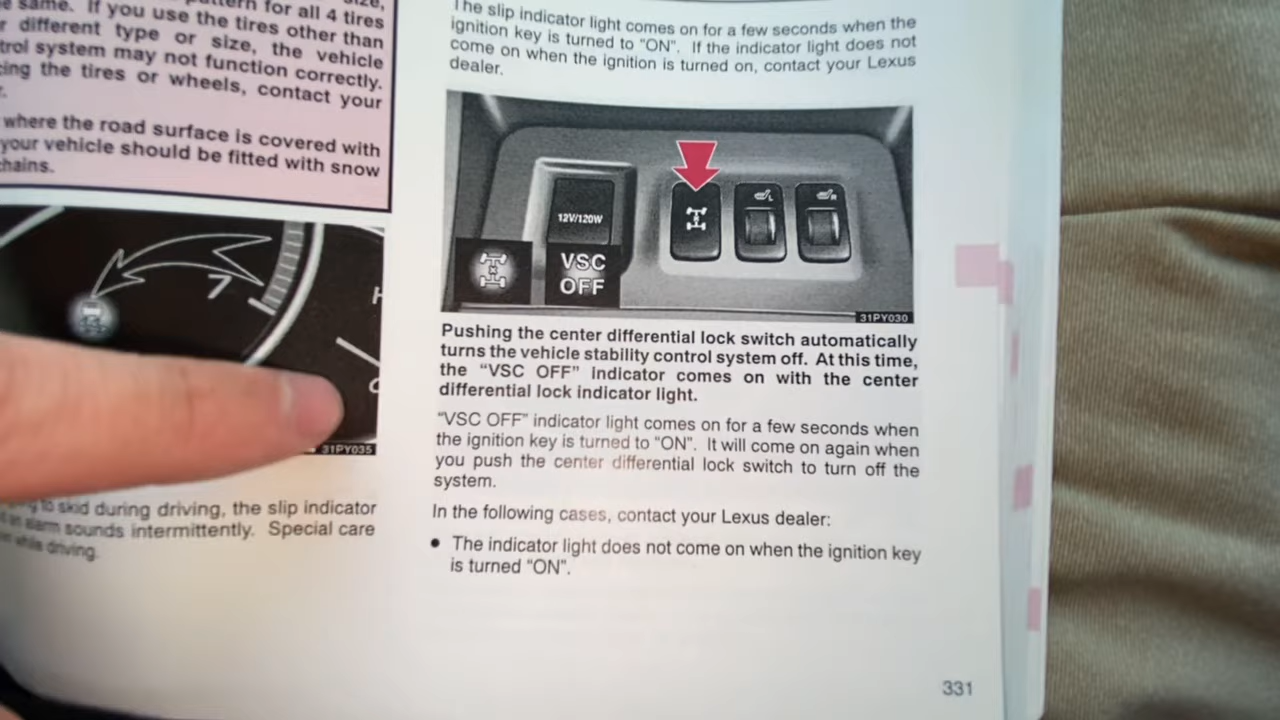 same. If you use the tires other than
different type or size, the vehicle
trol system may not function correctly.
cing the tires or wheels, contact your
where the road surface is covered with
your vehicle should be fitted with snow
chains.
7
H
31PY035
to skid during driving, the slip indicator
alarm sounds intermittently. Special care
while driving.
The slip indicator light comes on for a few seconds when the
ignition key is turned to "ON". If the indicator light does not
come on when the ignition is turned on, contact your Lexus
dealer.
12V/120W
L
R
VSC
OFF
31PY030
Pushing the center differential lock switch automatically
turns the vehicle stability control system off. At this time,
the "VSC OFF" indicator comes on with the center
differential lock indicator light.
"VSC OFF" indicator light comes on for a few seconds when
the ignition key is turned to "ON". It will come on again when
you push the center differential lock switch to turn off the
system.
In the following cases, contact your Lexus dealer:
• The indicator light does not come on when the ignition key
is turned "ON".
331